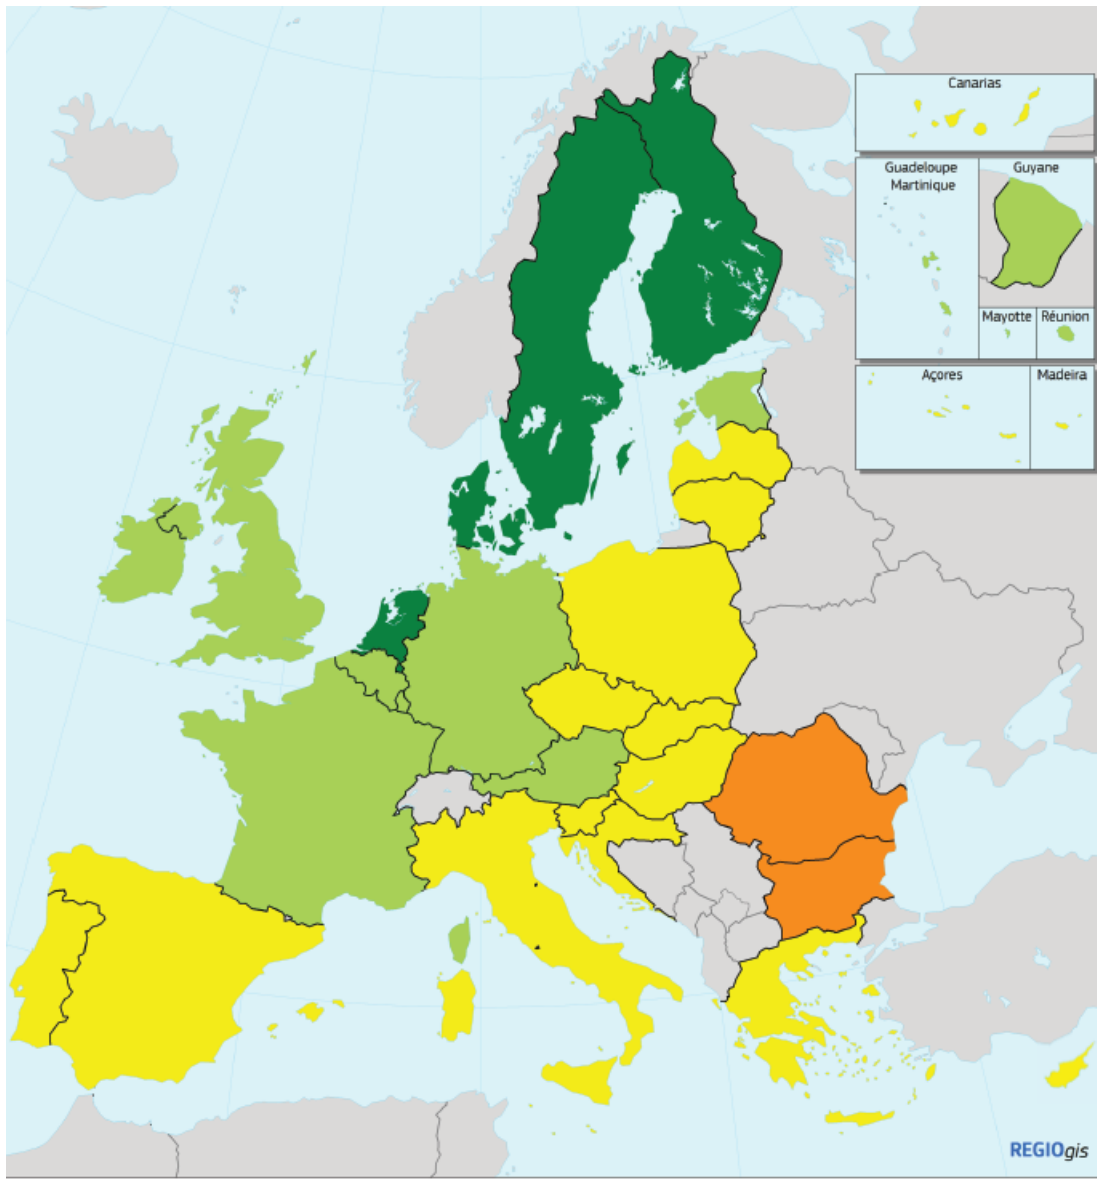 Canarias
Guadeloupe
Martinique
Guyane
Mayotte
Réunion
Açores
Madeira
REGIOgis